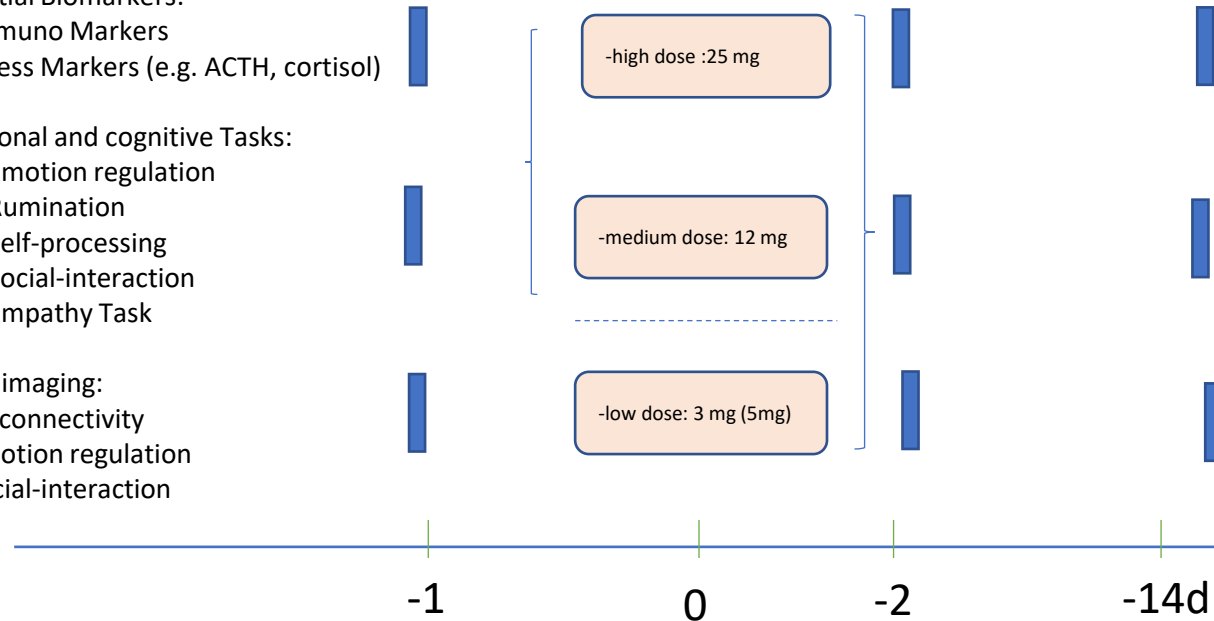 muno Markers
ess Markers (e.g. ACTH, cortisol)
onal and cognitive Tasks:
motion regulation
Rumination
elf-processing
ocial-interaction
mpathy Task
imaging:
connectivity
otion regulation
cial-interaction
-high dose :25 mg
-medium dose: 12 mg
-low dose: 3 mg (5mg)
-1
0
-2
-14d